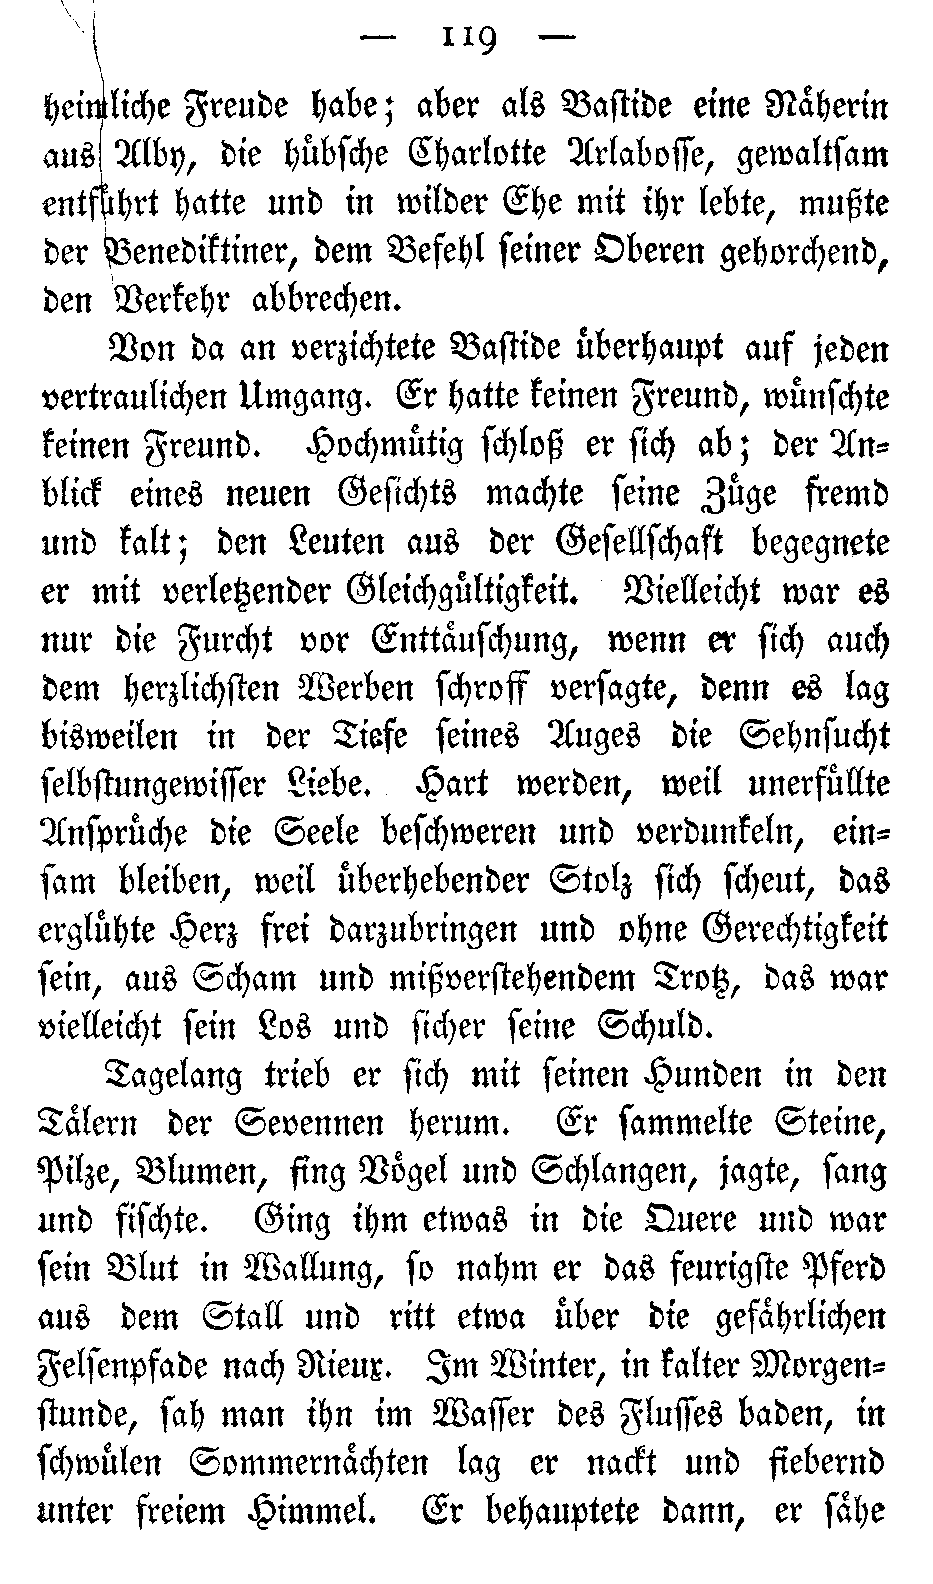 — 119 —
heimliche Freude habe; aber als Bastide eine Näherin
aus Alby, die hübsche Charlotte Arlabosse, gewaltsam
entführt hatte und in wilder Ehe mit ihr lebte, mußte
der Benediktiner, dem Befehl seiner Oberen gehorchend,
den Verkehr abbrechen.
Von da an verzichtete Bastide überhaupt auf jeden
vertraulichen Umgang. Er hatte keinen Freund, wünschte
keinen Freund. Hochmütig schloß er sich ab; der An-
blick eines neuen Gesichts machte seine Züge fremd
und kalt; den Leuten aus der Gesellschaft begegnete
er mit verletzender Gleichgültigkeit. Vielleicht war es
nur die Furcht vor Enttäuschung, wenn er sich auch
dem herzlichsten Werben schroff versagte, denn es lag
bisweilen in der Tiefe seines Auges die Sehnsucht
selbstungewisser Liebe. Hart werden, weil unerfüllte
Ansprüche die Seele beschweren und verdunkeln, ein-
sam bleiben, weil überhebender Stolz sich scheut, das
erglühte Herz frei darzubringen und ohne Gerechtigkeit
sein, aus Scham und mißverstehendem Trotz, das war
vielleicht sein Los und sicher seine Schuld.
Tagelang trieb er sich mit seinen Hunden in den
Tälern der Sevennen herum. Er sammelte Steine,
Pilze, Blumen, fing Vögel und Schlangen, jagte, sang
und fischte. Ging ihm etwas in die Quere und war
sein Blut in Wallung, so nahm er das feurigste Pferd
aus dem Stall und ritt etwa über die gefährlichen
Felsenpfade nach Rieux. Im Winter, in kalter Morgen-
stunde, sah man ihn im Wasser des Flusses baden, in
schwülen Sommernächten lag er nackt und fiebernd
unter freiem Himmel. Er behauptete dann, er sähe